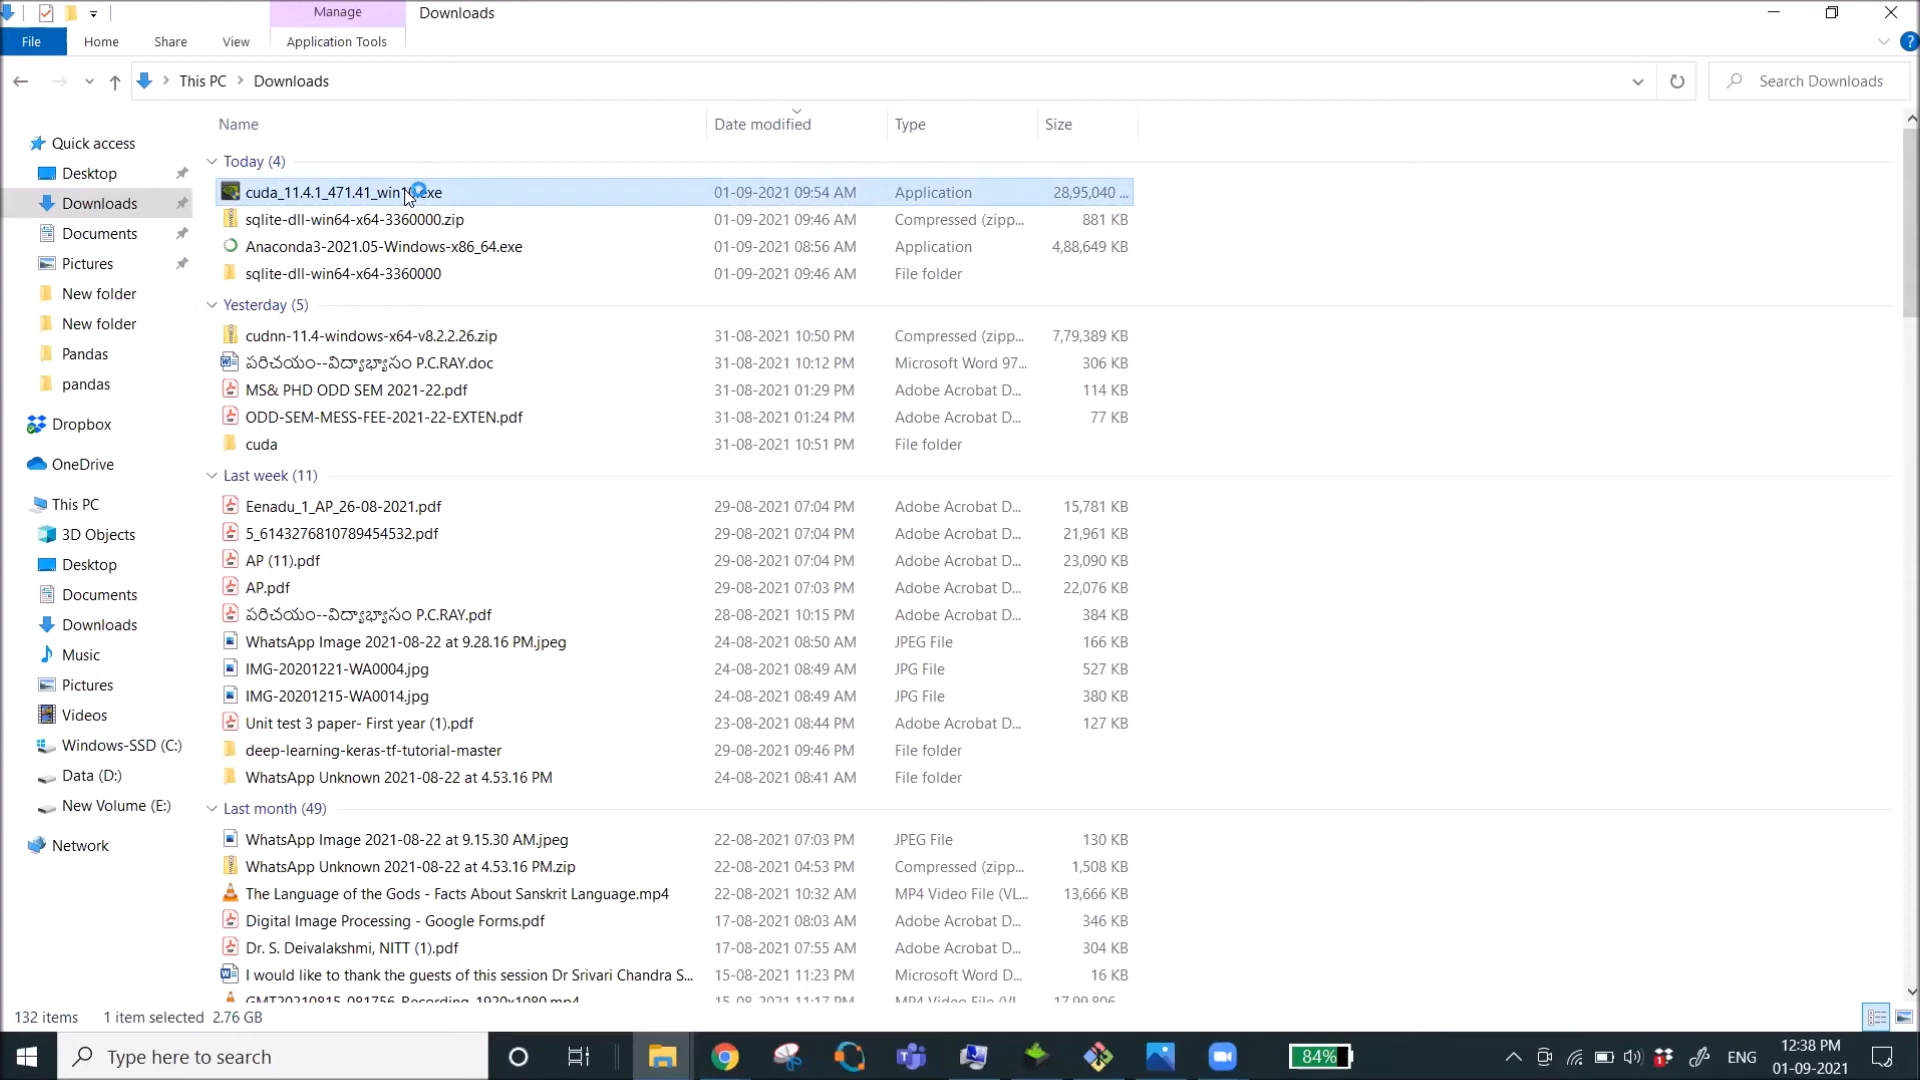 Manage
Downloads
File
Home
Share
View
Application Tools
This PC
Downloads
Search Downloads
Name
Date modified
Type
Size
Quick access
Desktop
Downloads
Documents
Pictures
New folder
New folder
Pandas
pandas
Dropbox
OneDrive
This PC
3D Objects
Desktop
Documents
Downloads
Music
Pictures
Videos
Windows-SSD (C:)
Data (D:)
New Volume (E:)
Network
Today (4)
01-09-2021 09:54 AM Application 28,95,040 ...
sqlite-dll-win64-x64-3360000.zip 01-09-2021 09:46 AM Compressed (zipp... 881 KB
Anaconda3-2021.05-Windows-x86_64.exe 01-09-2021 08:56 AM Application 4,88,649 KB
sqlite-dll-win64-x64-3360000 01-09-2021 09:46 AM File folder
Yesterday (5)
cudnn-11.4-windows-x64-v8.2.2.26.zip 31-08-2021 10:50 PM Compressed (zipp... 7,79,389 KB
పరిచయం--విద్యాభ్యాసం P.C.RAY.doc 31-08-2021 10:12 PM Microsoft Word 97... 306 KB
MS& PHD ODD SEM 2021-22.pdf 31-08-2021 01:29 PM Adobe Acrobat D... 114 KB
ODD-SEM-MESS-FEE-2021-22-EXTEN.pdf 31-08-2021 01:24 PM Adobe Acrobat D... 77 KB
cuda 31-08-2021 10:51 PM File folder
Last week (11)
Eenadu_1_AP_26-08-2021.pdf 29-08-2021 07:04 PM Adobe Acrobat D... 15,781 KB
5_6143276810789454532.pdf 29-08-2021 07:04 PM Adobe Acrobat D... 21,961 KB
AP (11).pdf 29-08-2021 07:04 PM Adobe Acrobat D... 23,090 KB
AP.pdf 29-08-2021 07:03 PM Adobe Acrobat D... 22,076 KB
పరిచయం--విద్యాభ్యాసం P.C.RAY.pdf 28-08-2021 10:15 PM Adobe Acrobat D... 384 KB
WhatsApp Image 2021-08-22 at 9.28.16 PM.jpeg 24-08-2021 08:50 AM JPEG File 166 KB
IMG-20201221-WA0004.jpg 24-08-2021 08:49 AM JPG File 527 KB
IMG-20201215-WA0014.jpg 24-08-2021 08:49 AM JPG File 380 KB
Unit test 3 paper- First year (1).pdf 23-08-2021 08:44 PM Adobe Acrobat D... 127 KB
deep-learning-keras-tf-tutorial-master 29-08-2021 09:46 PM File folder
WhatsApp Unknown 2021-08-22 at 4.53.16 PM 24-08-2021 08:41 AM File folder
Last month (49)
WhatsApp Image 2021-08-22 at 9.15.30 AM.jpeg 22-08-2021 07:03 PM JPEG File 130 KB
WhatsApp Unknown 2021-08-22 at 4.53.16 PM.zip 22-08-2021 04:53 PM Compressed (zipp... 1,508 KB
The Language of the Gods - Facts About Sanskrit Language.mp4 22-08-2021 10:32 AM MP4 Video File (VL... 13,666 KB
Digital Image Processing - Google Forms.pdf 17-08-2021 08:03 AM Adobe Acrobat D... 346 KB
Dr. S. Deivalakshmi, NITT (1).pdf 17-08-2021 07:55 AM Adobe Acrobat D... 304 KB
I would like to thank the guests of this session Dr Srivari Chandra S... 15-08-2021 11:23 PM Microsoft Word D... 16 KB
GMT20210815-081756_Recording_1920x1080.mp4 15-08-2021 11:17 PM MP4 Video File (VL... 17,99,806 ...
132 items 1 item selected 2.76 GB
Type here to search
84%
ENG
12:38 PM
01-09-2021